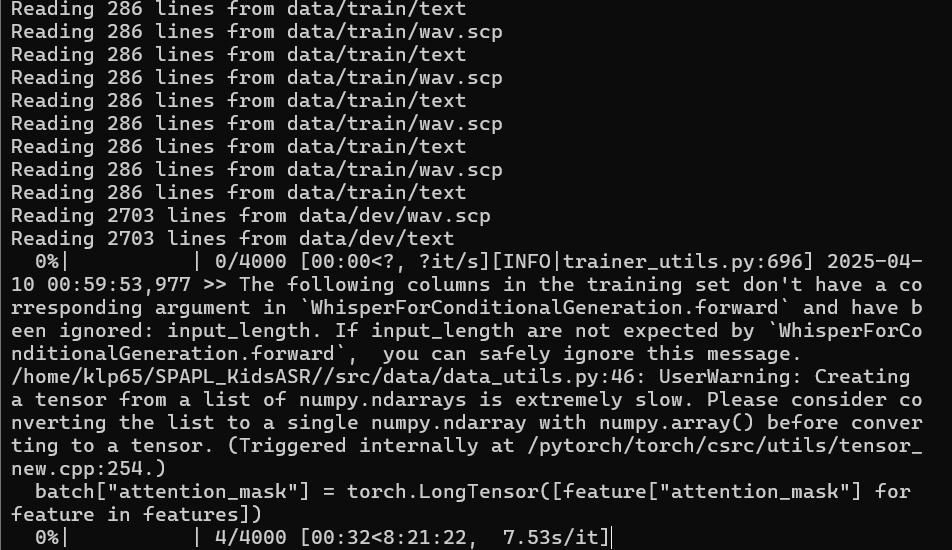 Reading 286 lines from data/train/text
Reading 286 lines from data/train/wav.scp
Reading 286 lines from data/train/text
Reading 286 lines from data/train/wav.scp
Reading 286 lines from data/train/text
Reading 286 lines from data/train/wav.scp
Reading 286 lines from data/train/text
Reading 286 lines from data/train/wav.scp
Reading 286 lines from data/train/text
Reading 2703 lines from data/dev/wav.scp
Reading 2703 lines from data/dev/text
  0%|          | 0/4000 [00:00<?, ?it/s][INFO|trainer_utils.py:696] 2025-04-
10 00:59:53,977 >> The following columns in the training set don't have a co
rresponding argument in `WhisperForConditionalGeneration.forward` and have b
een ignored: input_length. If input_length are not expected by `WhisperForCo
nditionalGeneration.forward`,  you can safely ignore this message.
/home/klp65/SPAPL_KidsASR//src/data/data_utils.py:46: UserWarning: Creating
a tensor from a list of numpy.ndarrays is extremely slow. Please consider co
nverting the list to a single numpy.ndarray with numpy.array() before conver
ting to a tensor. (Triggered internally at /pytorch/torch/csrc/utils/tensor_
new.cpp:254.)
  batch["attention_mask"] = torch.LongTensor([feature["attention_mask"] for
feature in features])
  0%|          | 4/4000 [00:32<8:21:22,  7.53s/it]